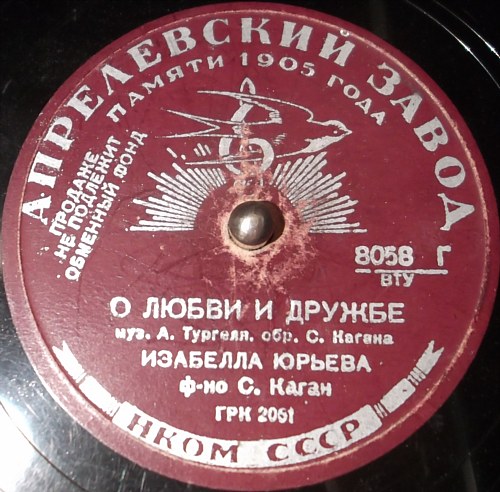 АПРЕЛЕВСКИЙ ЗАВОД
ПАМЯТИ 1905 ГОДА
ПРОДАЖЕ
НЕ ПОДЛЕЖИТ
ОБМЕННЫЙ ФОНД
8058 Г
ВТУ
О ЛЮБВИ И ДРУЖБЕ
муз. А. Тургеля, обр. С. Кагана
ИЗАБЕЛЛА ЮРЬЕВА
ф-но С. Каган
ГРК 2061
НКОМ СССР